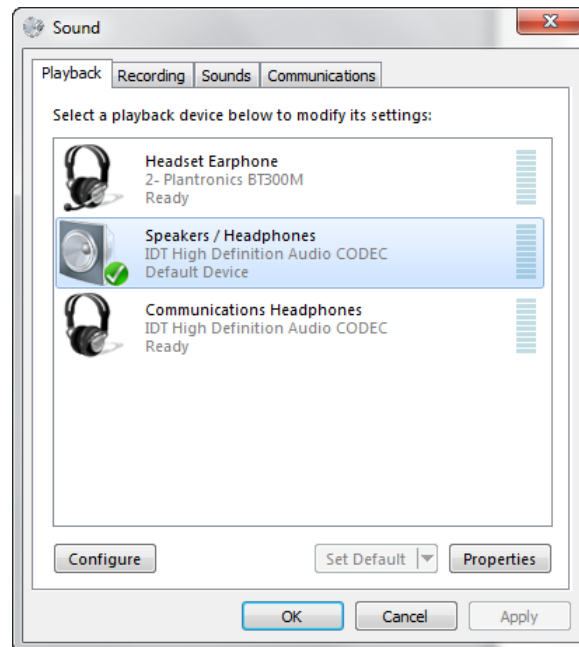 Sound
Playback
Recording
Sounds
Communications
Select a playback device below to modify its settings:
Headset Earphone
2- Plantronics BT300M
Ready
Speakers / Headphones
IDT High Definition Audio CODEC
Default Device
Communications Headphones
IDT High Definition Audio CODEC
Ready
Configure
Set Default
Properties
OK
Cancel
Apply